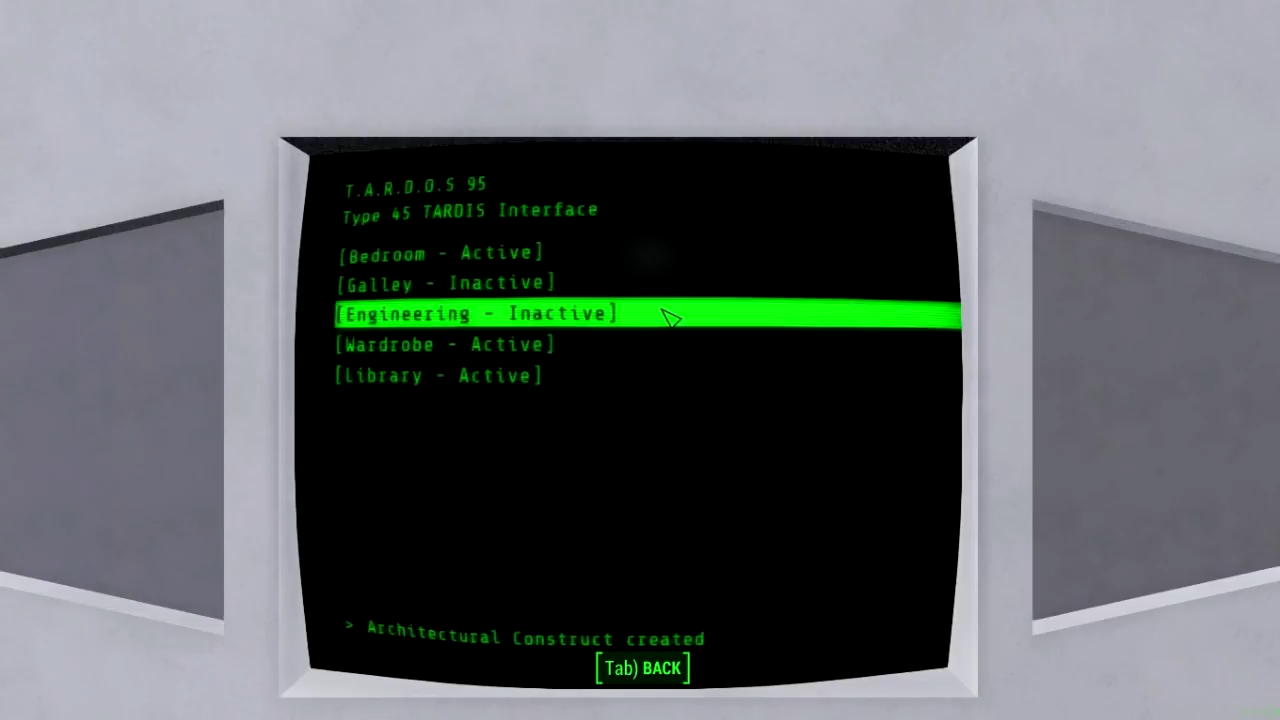 T.A.R.D.O.S 95
Type 45 TARDIS Interface
[Bedroom - Active]
[Galley - Inactive]
[Engineering - Inactive]
[Wardrobe - Active]
[Library - Active]
> Architectural Construct created
[Tab) BACK]